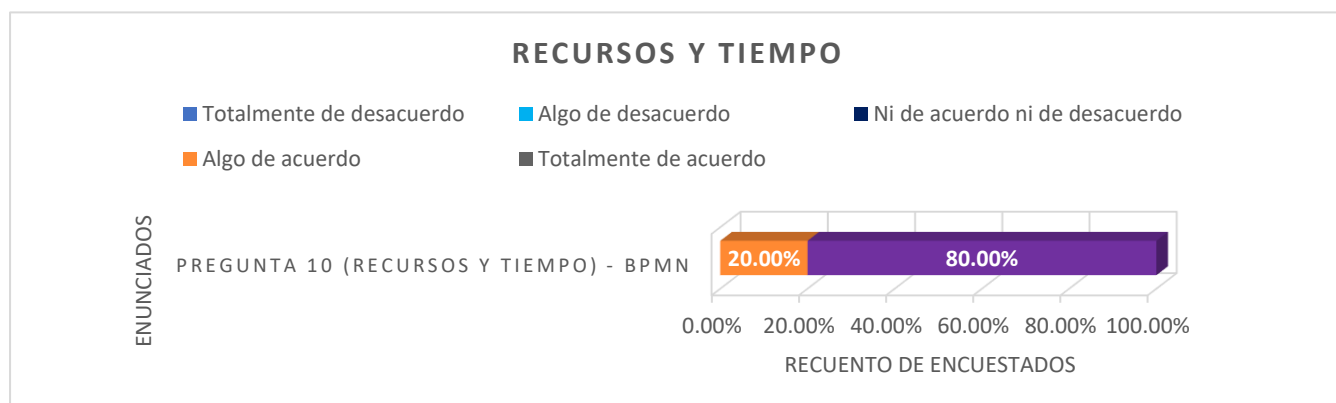 RECURSOS Y TIEMPO
Totalmente de desacuerdo
Algo de desacuerdo
Ni de acuerdo ni de desacuerdo
Algo de acuerdo
Totalmente de acuerdo
ENUNCIADOS
PREGUNTA 10 (RECURSOS Y TIEMPO) - BPMN
20.00%
80.00%
0.00% 20.00% 40.00% 60.00% 80.00% 100.00%
RECUENTO DE ENCUESTADOS